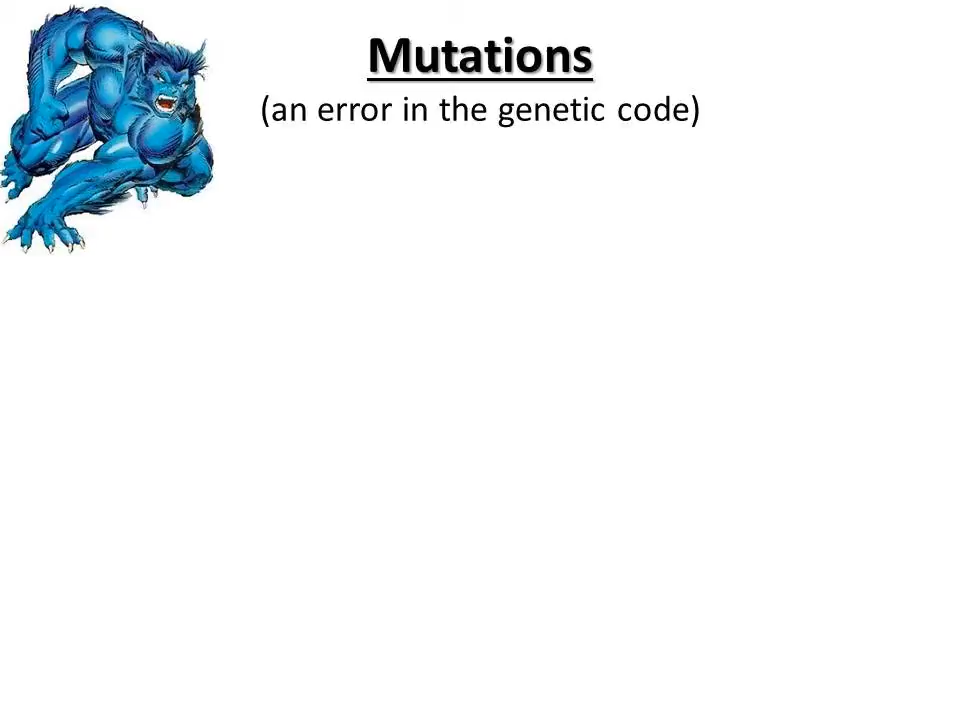 Mutations
(an error in the genetic code)